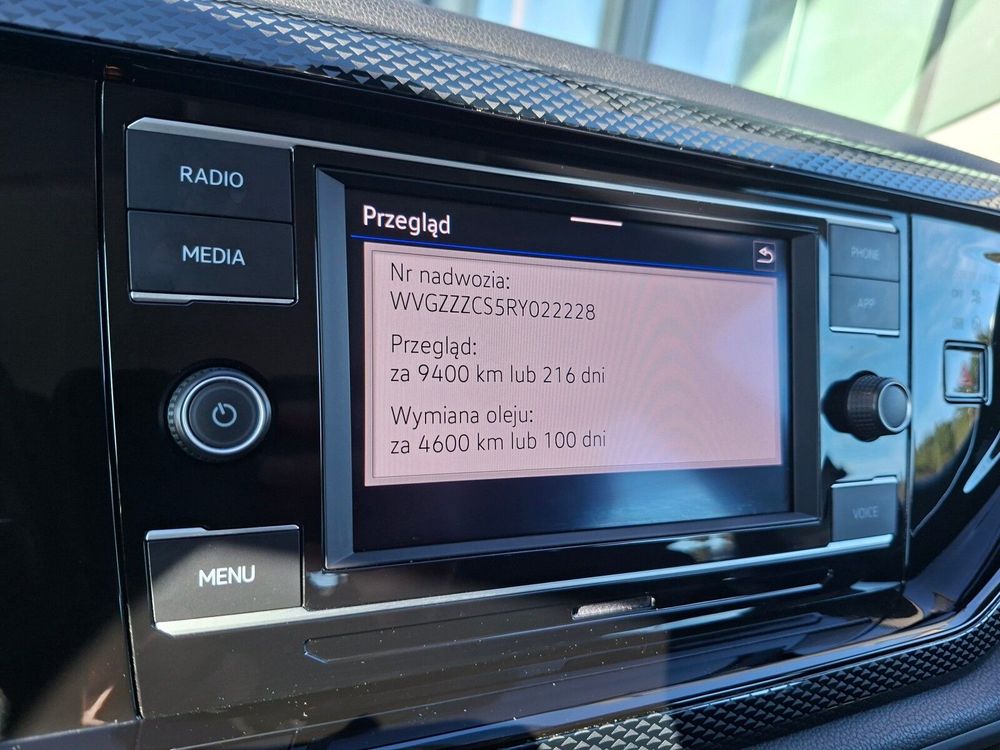 RADIO
MEDIA
MENU
Przegląd
Nr nadwozia:
WVGZZZCS5RY022228
Przegląd:
za 9400 km lub 216 dni
Wymiana oleju:
za 4600 km lub 100 dni
PHONE
APP
VOICE